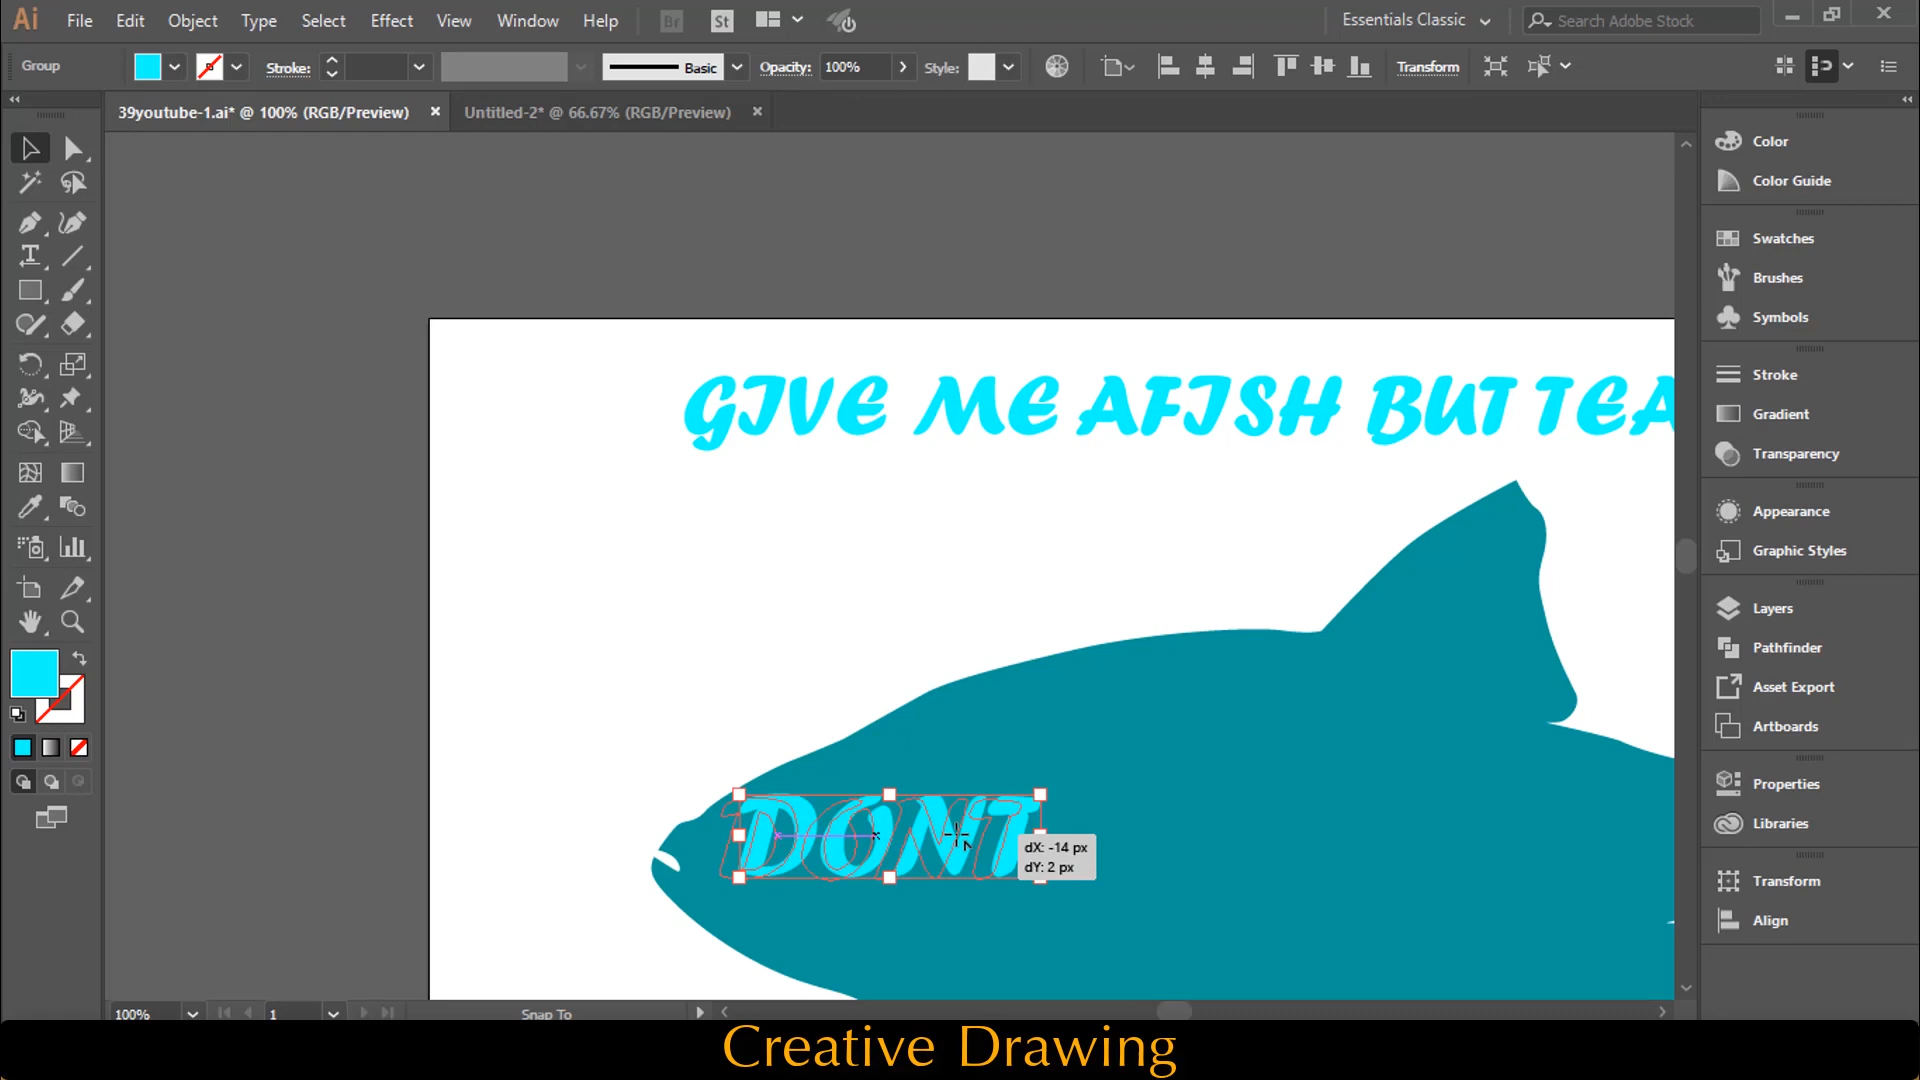 Ai File Edit Object Type Select Effect View Window Help Br St Essentials Classic Search Adobe Stock
Group Stroke: Basic Opacity: 100% Style: Transform
39youtube-1.ai* @ 100% (RGB/Preview) Untitled-2* @ 66.67% (RGB/Preview)
Color
Color Guide
Swatches
Brushes
Symbols
Stroke
Gradient
Transparency
Appearance
Graphic Styles
Layers
Pathfinder
Asset Export
Artboards
Properties
Libraries
Transform
Align
GIVE ME AFISH BUT TEA
DONT
dX: -14 px
dY: 2 px
100% 1 Snap To
Creative Drawing